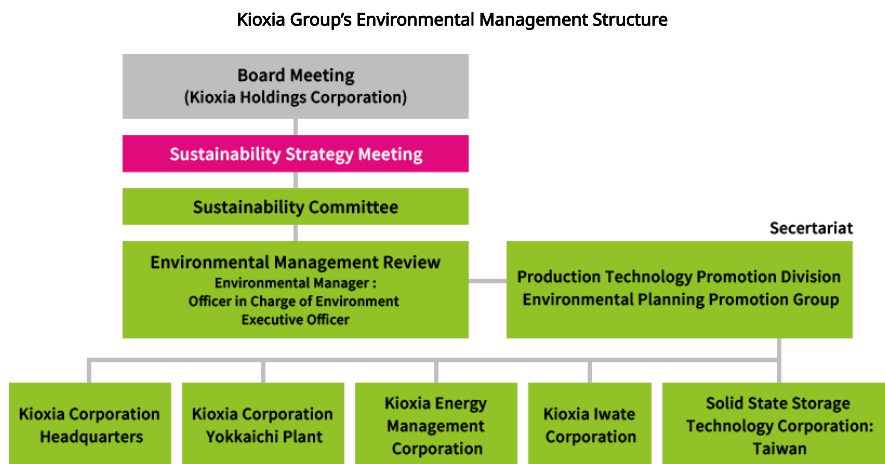 Kioxia Group's Environmental Management Structure
Board Meeting
(Kioxia Holdings Corporation)
Sustainability Strategy Meeting
Sustainability Committee
Secertariat
Environmental Management Review
Environmental Manager :
Officer in Charge of Environment
Executive Officer
Production Technology Promotion Division
Environmental Planning Promotion Group
Kioxia Corporation
Headquarters
Kioxia Corporation
Yokkaichi Plant
Kioxia Energy
Management
Corporation
Kioxia Iwate
Corporation
Solid State Storage
Technology Corporation:
Taiwan